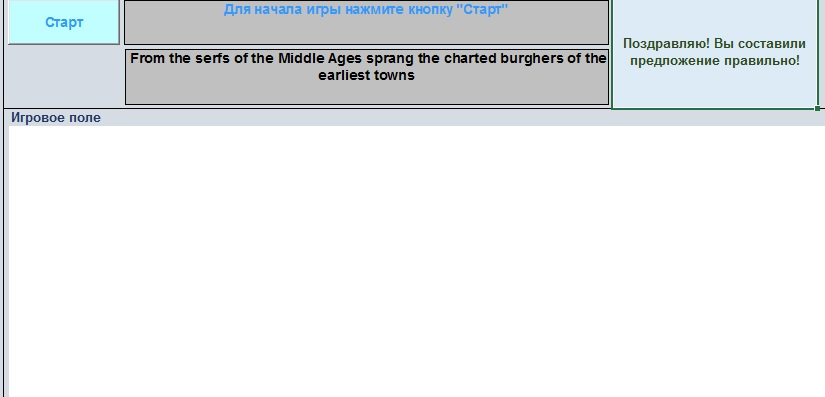 Для начала игры нажмите кнопку "Старт"
Старт
From the serfs of the Middle Ages sprang the charted burghers of the
earliest towns
Поздравляю! Вы составили
предложение правильно!
Игровое поле